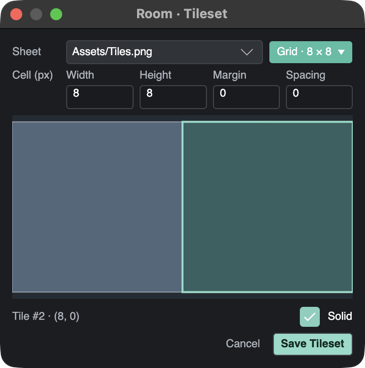 Room · Tileset
Sheet Assets/Tiles.png Grid · 8 × 8
Cell (px) Width Height Margin Spacing
8 8 0 0
Tile #2 · (8, 0) Solid
Cancel Save Tileset